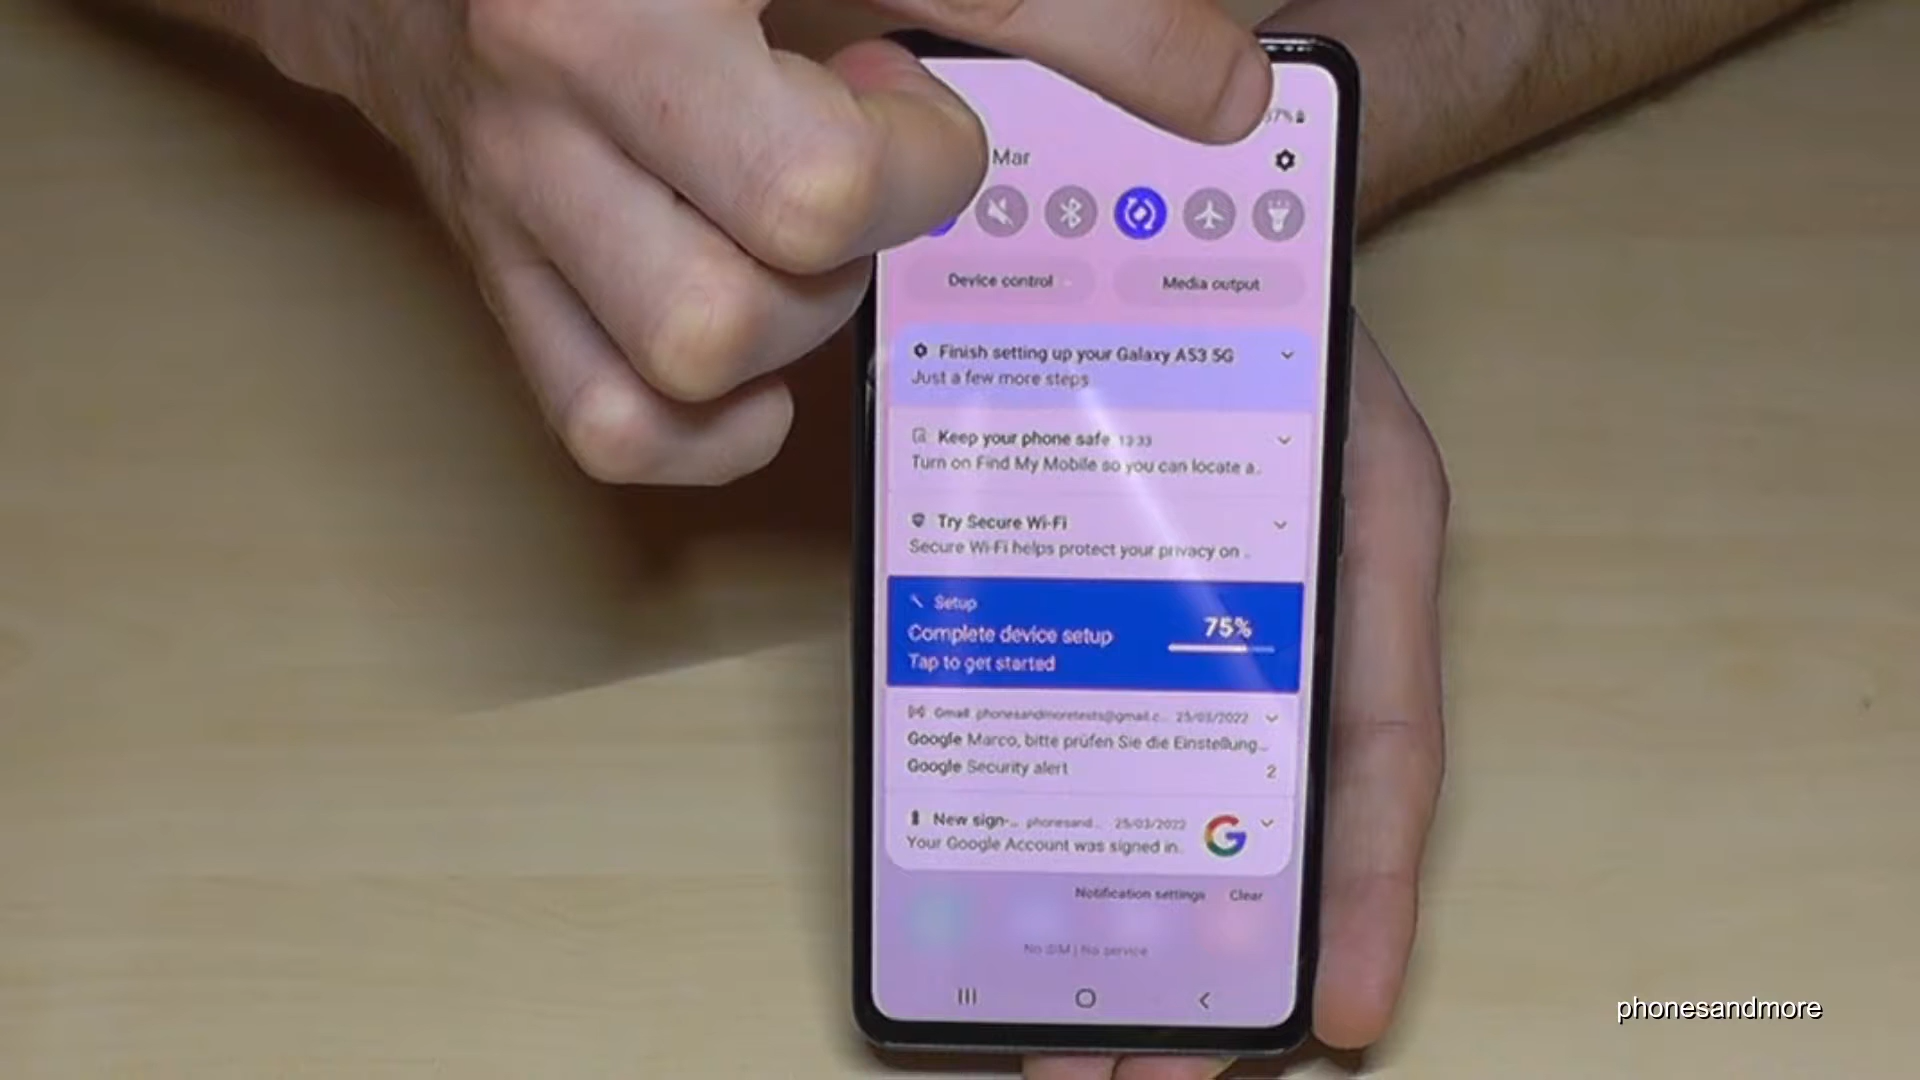 Mar
Device control
Media output
Finish setting up your Galaxy A53 5G
Just a few more steps
Keep your phone safe 13:33
Turn on Find My Mobile so you can locate a..
Try Secure Wi-Fi
Secure Wi-Fi helps protect your privacy on ..
Setup
Complete device setup
75%
Tap to get started
Gmail phonesandmoretests@gmail.c... 25/03/2022
Google Marco, bitte prüfen Sie die Einstellung...
Google Security alert 2
New sign-... phonesand... 25/03/2022
Your Google Account was signed in..
Notification settings Clear
No SIM | No service
phonesandmore